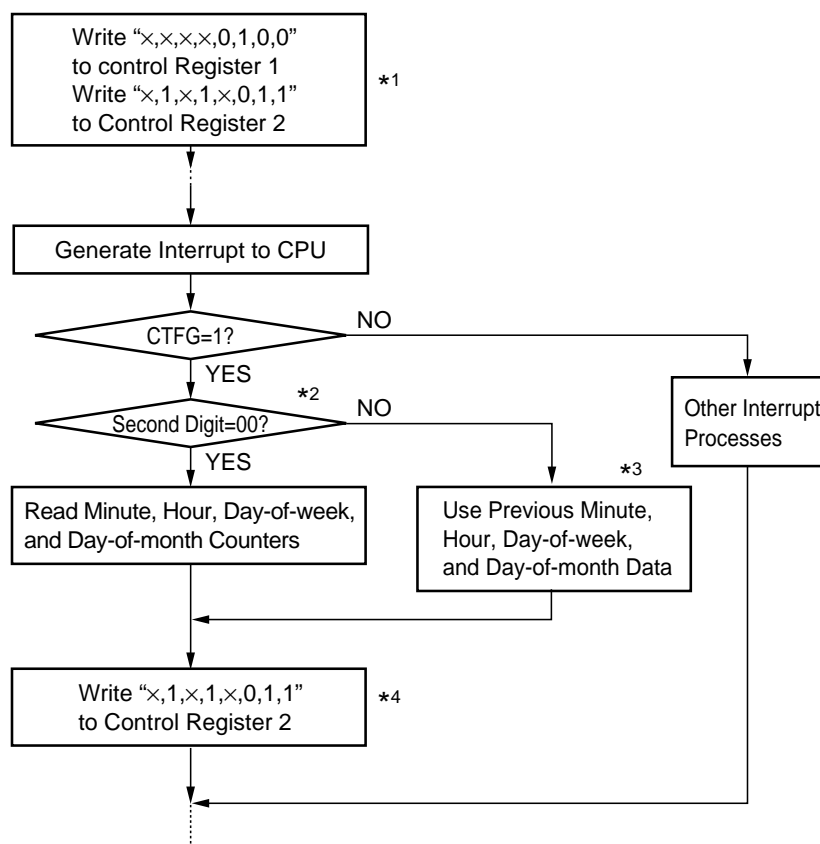 Write “×,×,×,×,0,1,0,0”
to control Register 1
Write “×,1,×,1,×,0,1,1”
to Control Register 2
*1
Generate Interrupt to CPU
CTFG=1?
NO
YES
*2
Second Digit=00?
NO
YES
Other Interrupt
Processes
*3
Read Minute, Hour, Day-of-week,
and Day-of-month Counters
Use Previous Minute,
Hour, Day-of-week,
and Day-of-month Data
Write “×,1,×,1,×,0,1,1”
to Control Register 2
*4